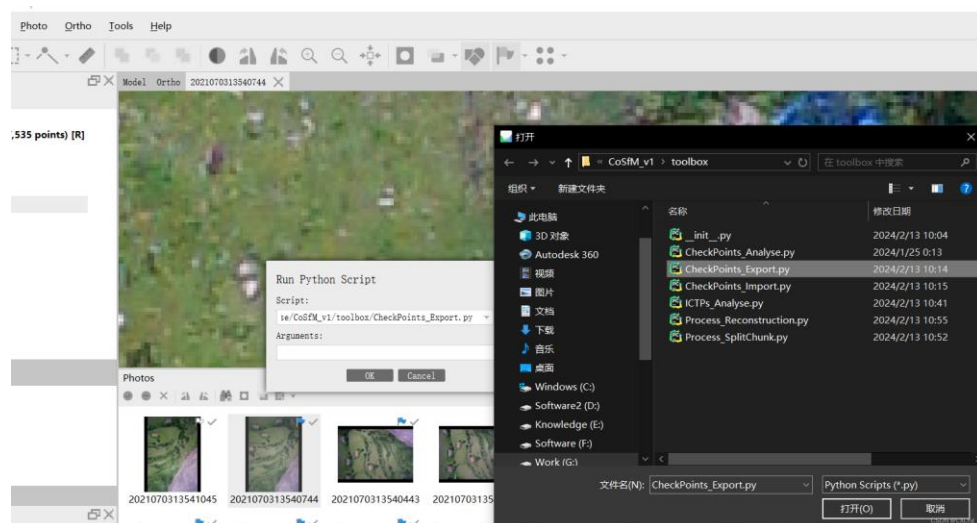 Photo Ortho Tools Help
Model Ortho 2021070313540744
,535 points) [R]
Run Python Script
Script:
se/CoSfM_v1/toolbox/CheckPoints_Export.py
Arguments:
OK Cancel
Photos
2021070313541045 2021070313540744 2021070313540443 20210703135
打开
« CoSfM_v1 › toolbox
在 toolbox 中搜索
组织 新建文件夹
此电脑
3D 对象
Autodesk 360
视频
图片
文档
下载
音乐
桌面
Windows (C:)
Software2 (D:)
Knowledge (E:)
Software (F:)
Work (G:)
名称 修改日期
__init__.py 2024/2/13 10:04
CheckPoints_Analyse.py 2024/1/25 0:13
CheckPoints_Export.py 2024/2/13 10:14
CheckPoints_Import.py 2024/2/13 10:15
ICTPs_Analyse.py 2024/2/13 10:41
Process_Reconstruction.py 2024/2/13 10:55
Process_SplitChunk.py 2024/2/13 10:52
文件名(N): CheckPoints_Export.py Python Scripts (*.py)
打开(O) 取消